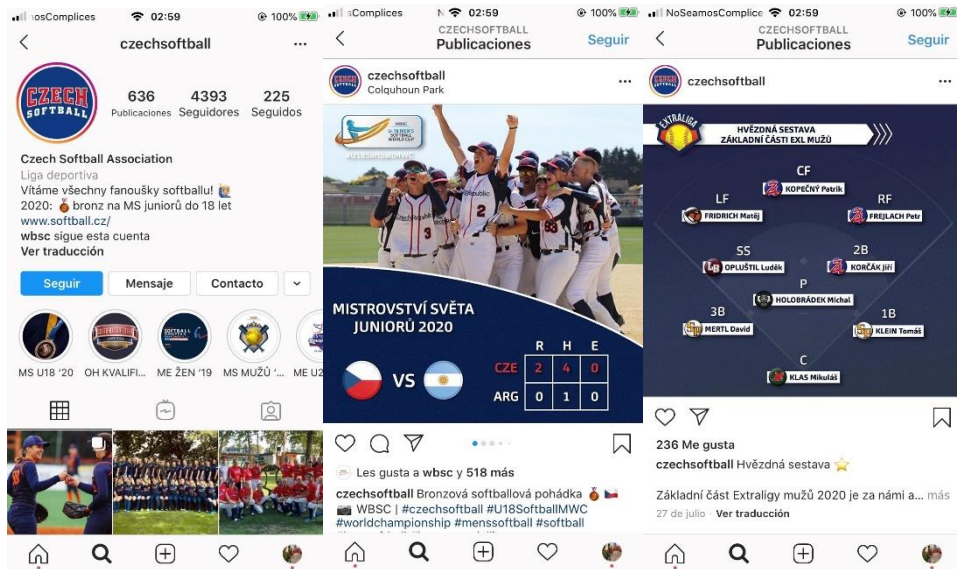 osComplices 02:59 100%
czechsoftball
CZECH
SOFTBALL
636 4393 225
Publicaciones Seguidores Seguidos
Czech Softball Association
Liga deportiva
Vítáme všechny fanoušky softballu!
2020: bronz na MS juniorů do 18 let
www.softball.cz/
wbsc sigue esta cuenta
Ver traducción
Seguir Mensaje Contacto
MS U18 '20 OH KVALIFI... ME ŽEN '19 MS MUŽŮ '... ME U2
sComplices N 02:59 100%
CZECHSOFTBALL
Publicaciones Seguir
czechsoftball
Colquhoun Park
U-18 MEN'S
SOFTBALL
WORLD CUP
#U18SoftballMWC
MISTROVSTVÍ SVĚTA
JUNIORŮ 2020
VS
R H E
CZE 2 4 0
ARG 0 1 0
Les gusta a wbsc y 518 más
czechsoftball Bronzová softballová pohádka
WBSC | #czechsoftball #U18SoftballMWC
#worldchampionship #menssoftball #softball
NoSeamosComplice 02:59 100%
CZECHSOFTBALL
Publicaciones Seguir
czechsoftball
EXTRALIGA
HVĚZDNÁ SESTAVA
ZÁKLADNÍ ČÁSTI EXL MUŽŮ
CF
KOPEČNÝ Patrik
LF RF
FRIDRICH Matěj FREJLACH Petr
SS 2B
OPLUŠTIL Luděk KORČÁK Jiří
P
HOLOBRÁDEK Michal
3B 1B
MERTL David KLEIN Tomáš
C
KLAS Mikuláš
236 Me gusta
czechsoftball Hvězdná sestava
Základní část Extraligy mužů 2020 je za námi a... más
27 de julio · Ver traducción